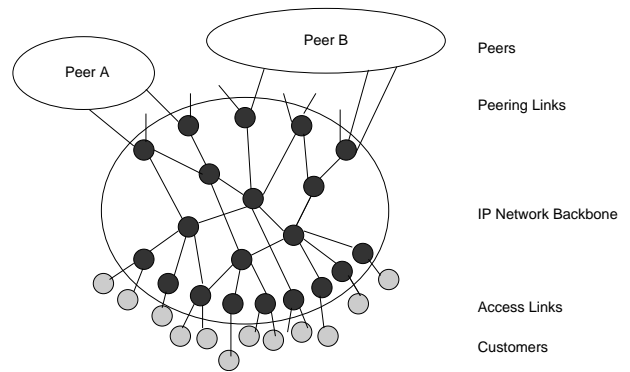 Peer B
Peer A
Peers
Peering Links
IP Network Backbone
Access Links
Customers